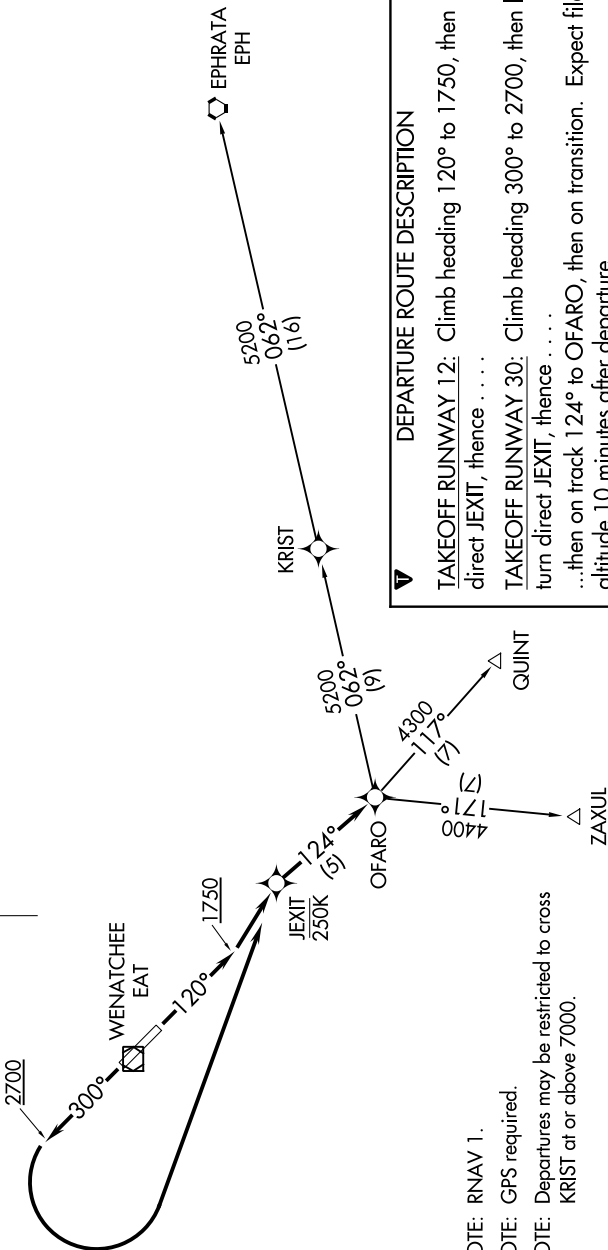 EPHRATA
EPH
5200
062°
(16)
KRIST
5200
062°
(9)
4300
117°
(4)
QUINT
4400
171°
(7)
ZAXUL
OFARO
124°
(5)
JEXIT
250K
1750
120°
WENATCHEE
EAT
300°
2700
DEPARTURE ROUTE DESCRIPTION
T
TAKEOFF RUNWAY 12: Climb heading 120° to 1750, then
direct JEXIT, thence . . . .
TAKEOFF RUNWAY 30: Climb heading 300° to 2700, then
turn direct JEXIT, thence . . . .
...then on track 124° to OFARO, then on transition. Expect
altitude 10 minutes after departure
RNAV 1.
GPS required.
Departures may be restricted to cross
KRIST at or above 7000.